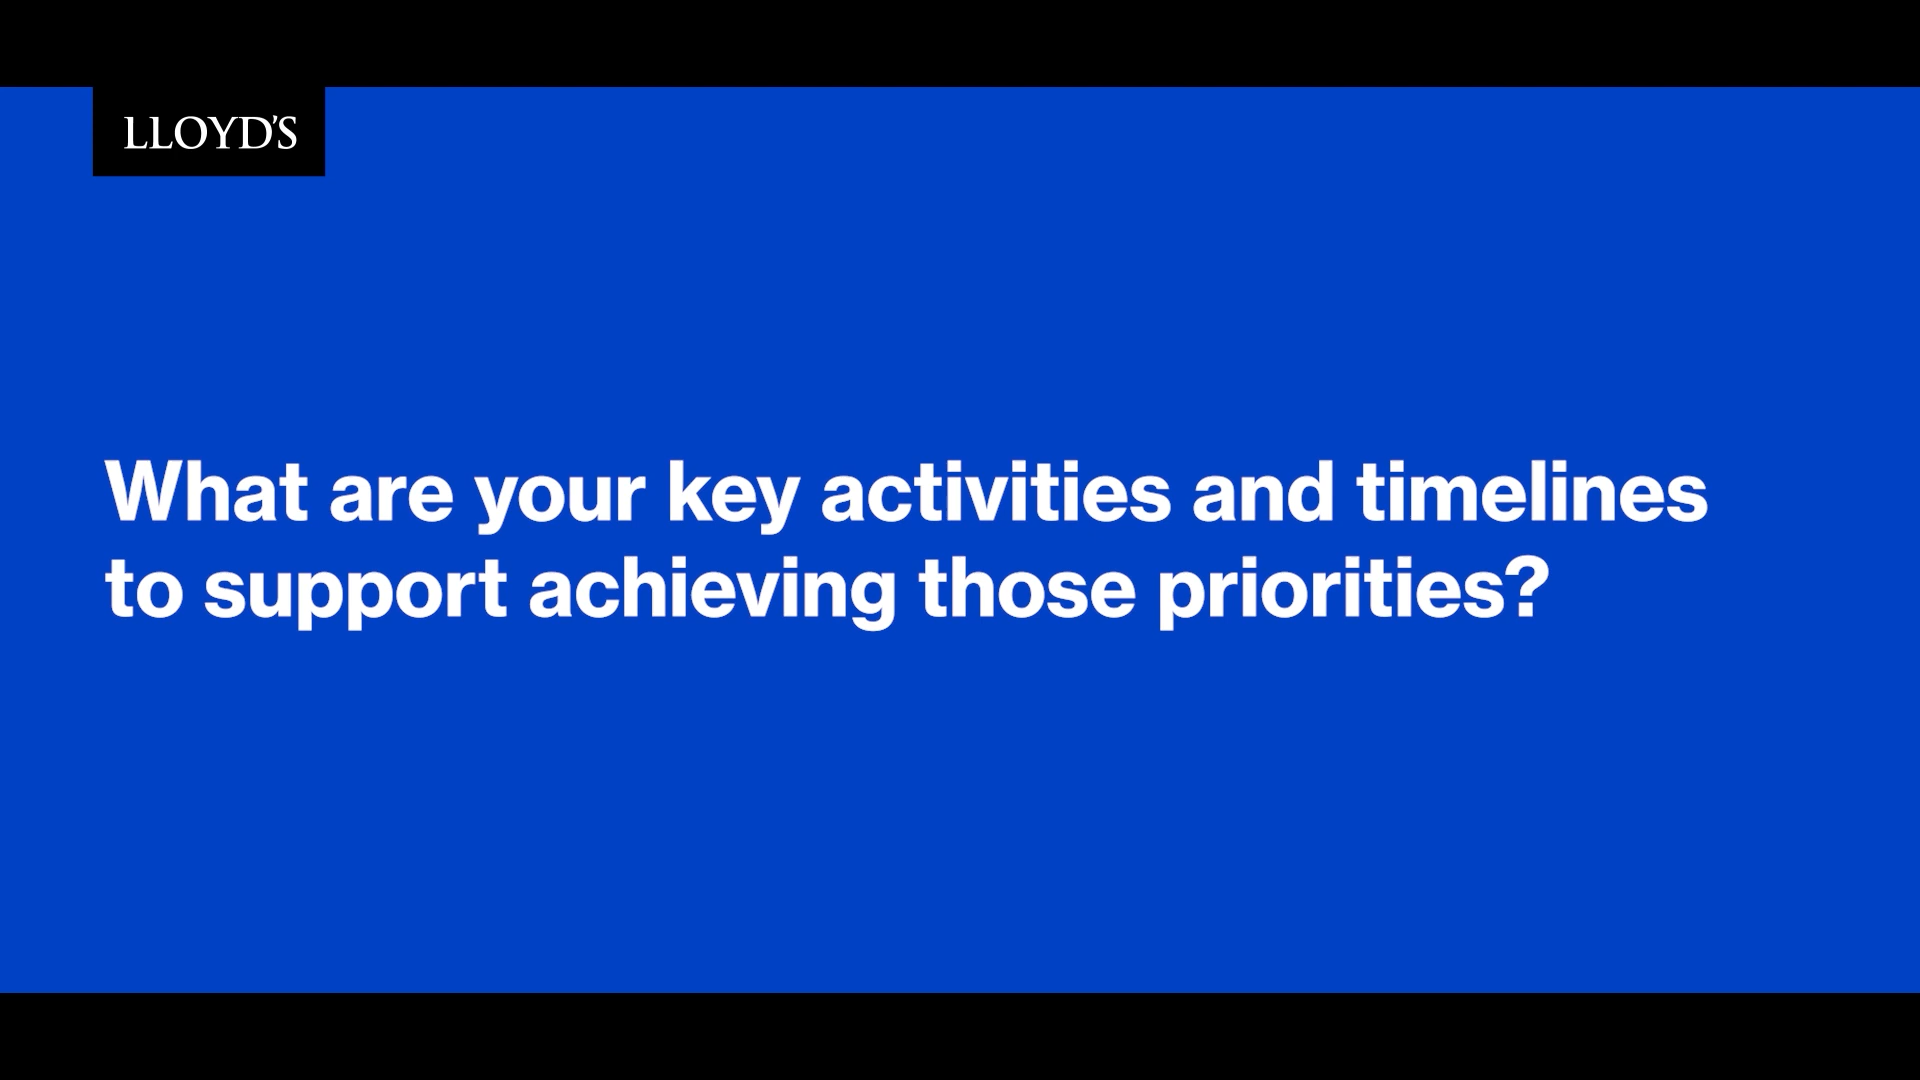 LLOYD'S
What are your key activities and timelines
to support achieving those priorities?